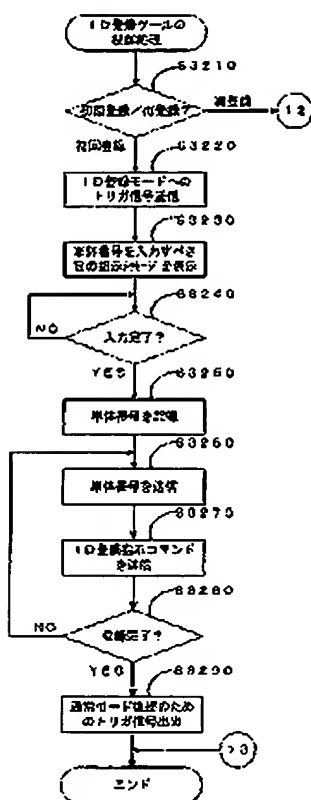 ID登録ツールの
S3210
初回登録/再登録?
再登録
12
初回登録
S3220
ID登録モードへの
トリガ信号送信
S3230
単体番号を入力すべき
旨の指示メッセージを表示
S3240
NO
入力完了?
YES
S3250
単体番号を記憶
S3260
単体番号を送信
S3270
ID登録指示コマンド
を送信
S3280
NO
登録完了?
YES
S3290
通常モード復帰のため
のトリガ信号出力
13
エンド